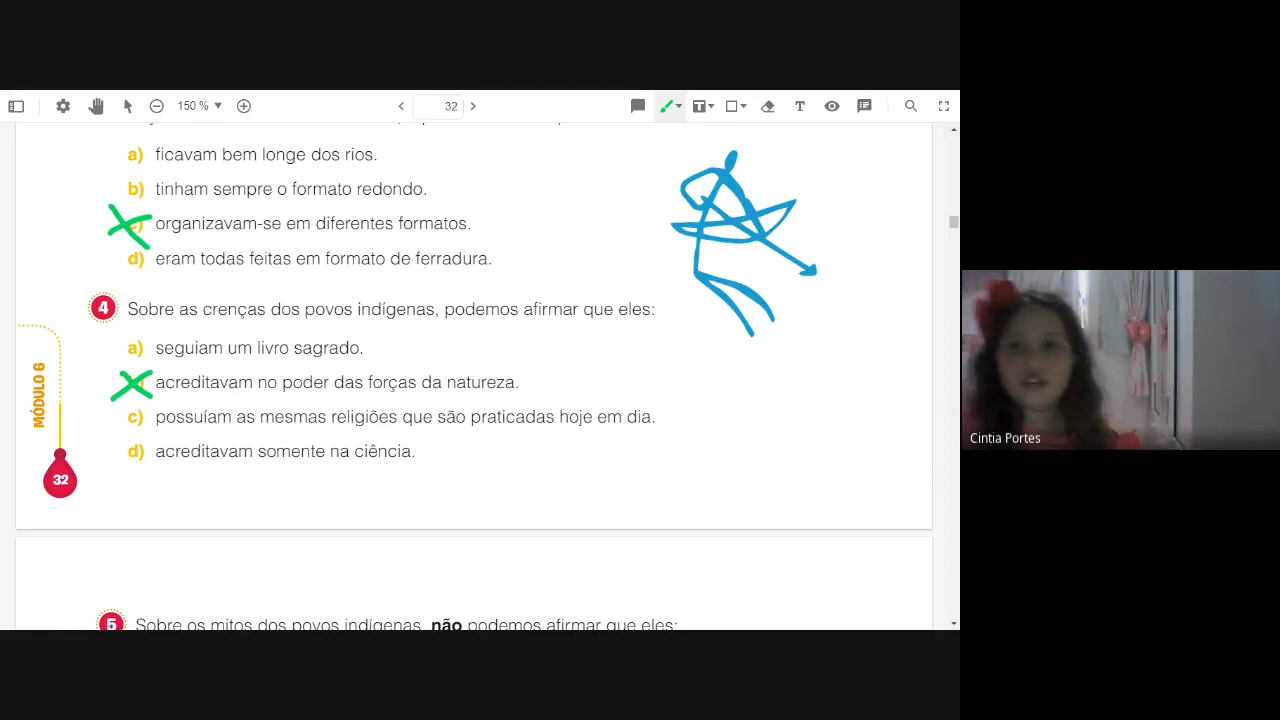 150 %
32
a) ficavam bem longe dos rios.
b) tinham sempre o formato redondo.
organizavam-se em diferentes formatos.
d) eram todas feitas em formato de ferradura.
4 Sobre as crenças dos povos indígenas, podemos afirmar que eles:
a) seguiam um livro sagrado.
acreditavam no poder das forças da natureza.
c) possuíam as mesmas religiões que são praticadas hoje em dia.
d) acreditavam somente na ciência.
MÓDULO 6
32
5 Sobre os mitos dos povos indígenas, não podemos afirmar que eles:
Cintia Portes